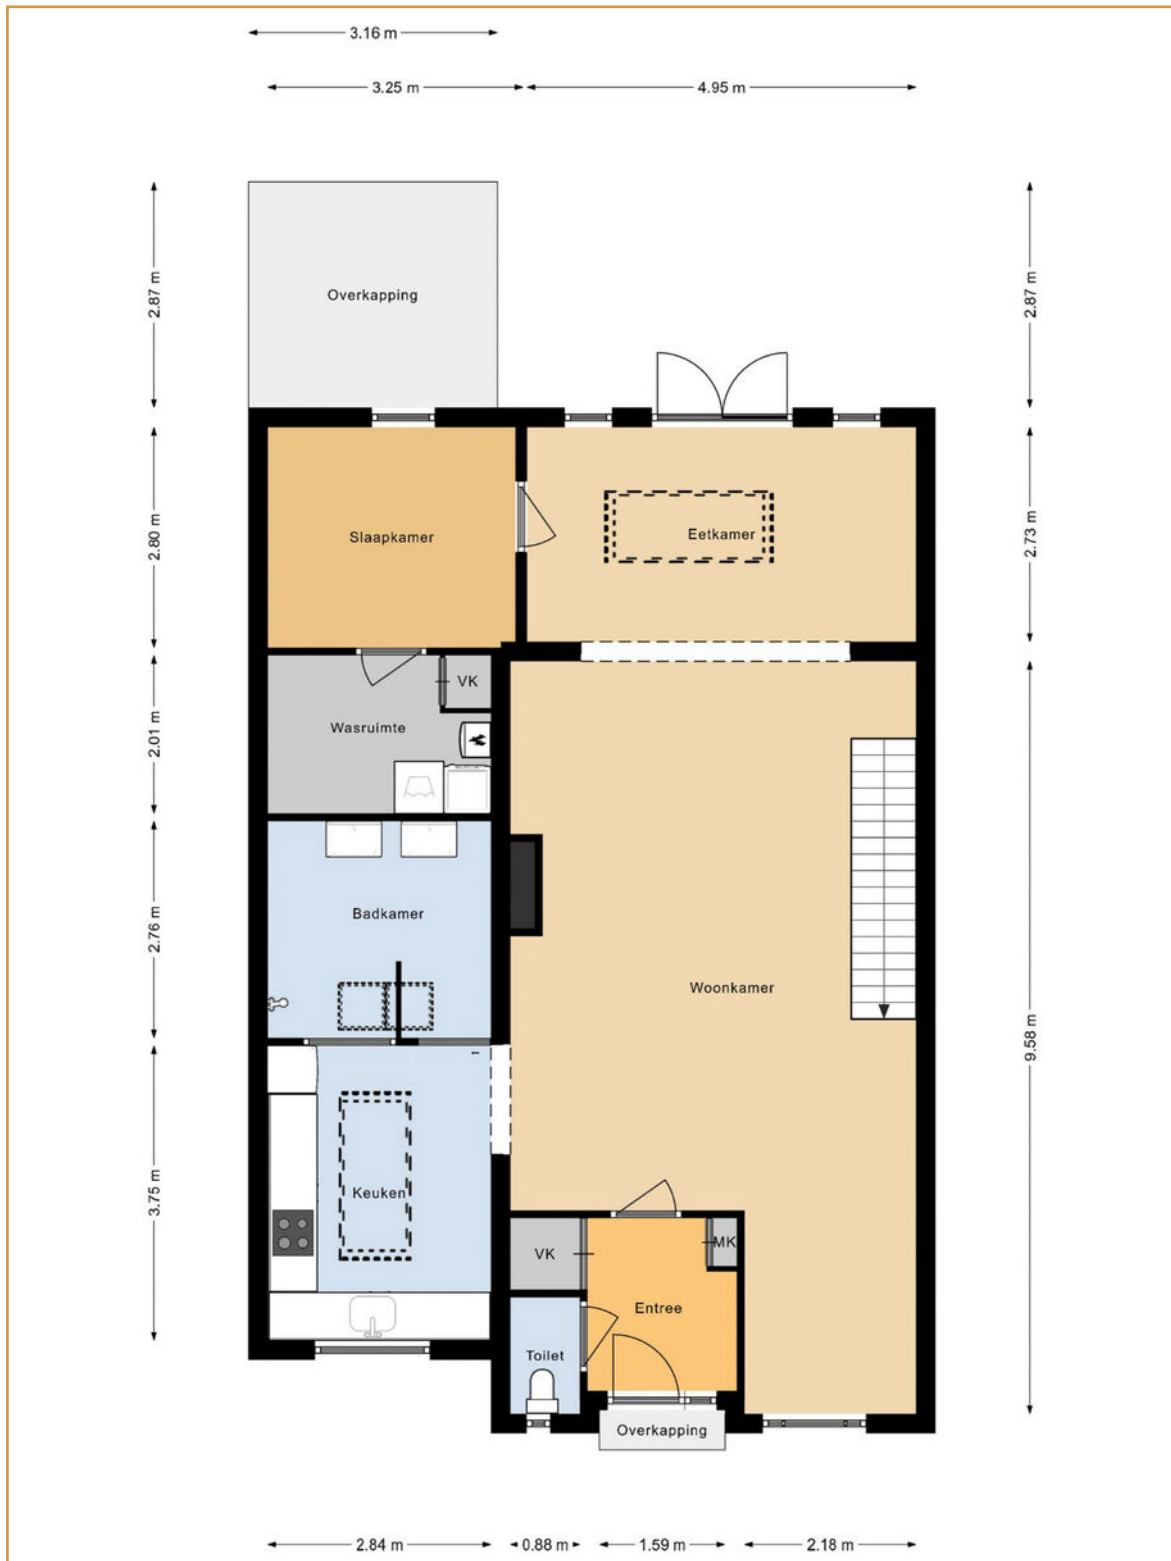 3.16 m
3.25 m
4.95 m
2.87 m
Overkapping
2.87 m
2.80 m
Slaapkamer
Eetkamer
2.73 m
VK
2.01 m
Wasruimte
2.76 m
Badkamer
Woonkamer
9.58 m
3.75 m
Keuken
VK
MK
Entree
Toilet
Overkapping
2.84 m
0.88 m
1.59 m
2.18 m